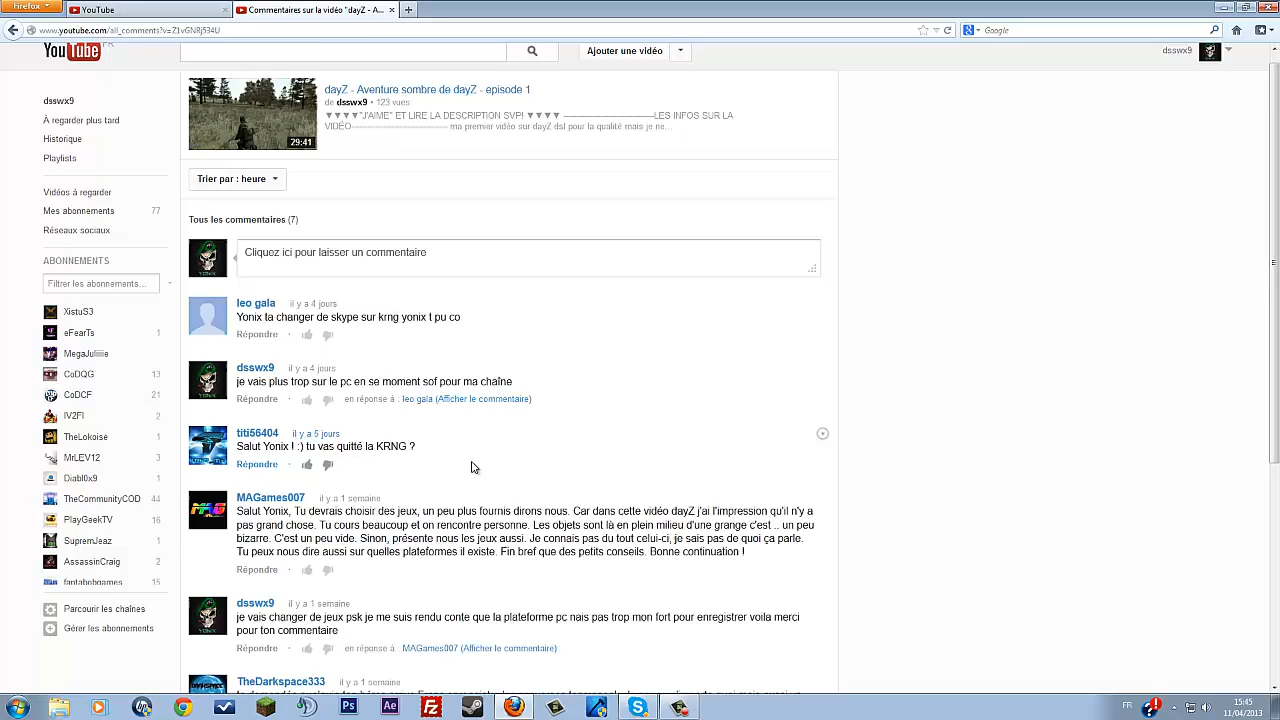 Firefox
YouTube
Commentaires sur la vidéo "dayZ - A...
www.youtube.com/all_comments?v=Z1vGNRj534U
Google
YouTube FR
Ajouter une vidéo
dsswx9
dsswx9
À regarder plus tard
Historique
Playlists
Vidéos à regarder
Mes abonnements 77
Réseaux sociaux
ABONNEMENTS
Filtrer les abonnements...
XistuS3
eFearTs 1
MegaJuliiiie
CoDQG 13
CoDCF 21
IV2FI 2
TheLokoise 1
MrLEV12 3
Diabl0x9 1
TheCommunityCOD 44
PlayGeekTV 16
SupremJeaz 1
AssassinCraig 2
fantabobgames 15
Parcourir les chaînes
Gérer les abonnements
29:41
dayZ - Aventure sombre de dayZ - episode 1
de dsswx9 • 123 vues
▼▼▼▼"J'AIME" ET LIRE LA DESCRIPTION SVP! ▼▼▼▼ --------------------------------LES INFOS SUR LA
VIDÉO---------------------------------- ma premier vidéo sur dayZ dsl pour la qualité mais je ne...
Trier par : heure
Tous les commentaires (7)
YONIX
Cliquez ici pour laisser un commentaire
leo gala il y a 4 jours
Yonix ta changer de skype sur krng yonix t pu co
Répondre
dsswx9 il y a 4 jours
je vais plus trop sur le pc en se moment sof pour ma chaîne
Répondre · en réponse à : leo gala (Afficher le commentaire)
titi56404 il y a 5 jours
Salut Yonix ! :) tu vas quitté la KRNG ?
Répondre
MAGames007 il y a 1 semaine
Salut Yonix, Tu devrais choisir des jeux, un peu plus fournis dirons nous. Car dans cette vidéo dayZ j'ai l'impression qu'il n'y a
pas grand chose. Tu cours beaucoup et on rencontre personne. Les objets sont là en plein milieu d'une grange c'est .. un peu
bizarre. C'est un peu vide. Sinon, présente nous les jeux aussi. Je connais pas du tout celui-ci, je sais pas de quoi ça parle.
Tu peux nous dire aussi sur quelles plateformes il existe. Fin bref que des petits conseils. Bonne continuation !
Répondre
dsswx9 il y a 1 semaine
je vais changer de jeux psk je me suis rendu conte que la plateforme pc nais pas trop mon fort pour enregistrer voila merci
pour ton commentaire
Répondre · en réponse à : MAGames007 (Afficher le commentaire)
TheDarkspace333 il y a 1 semaine
FR
15:45
11/04/2013